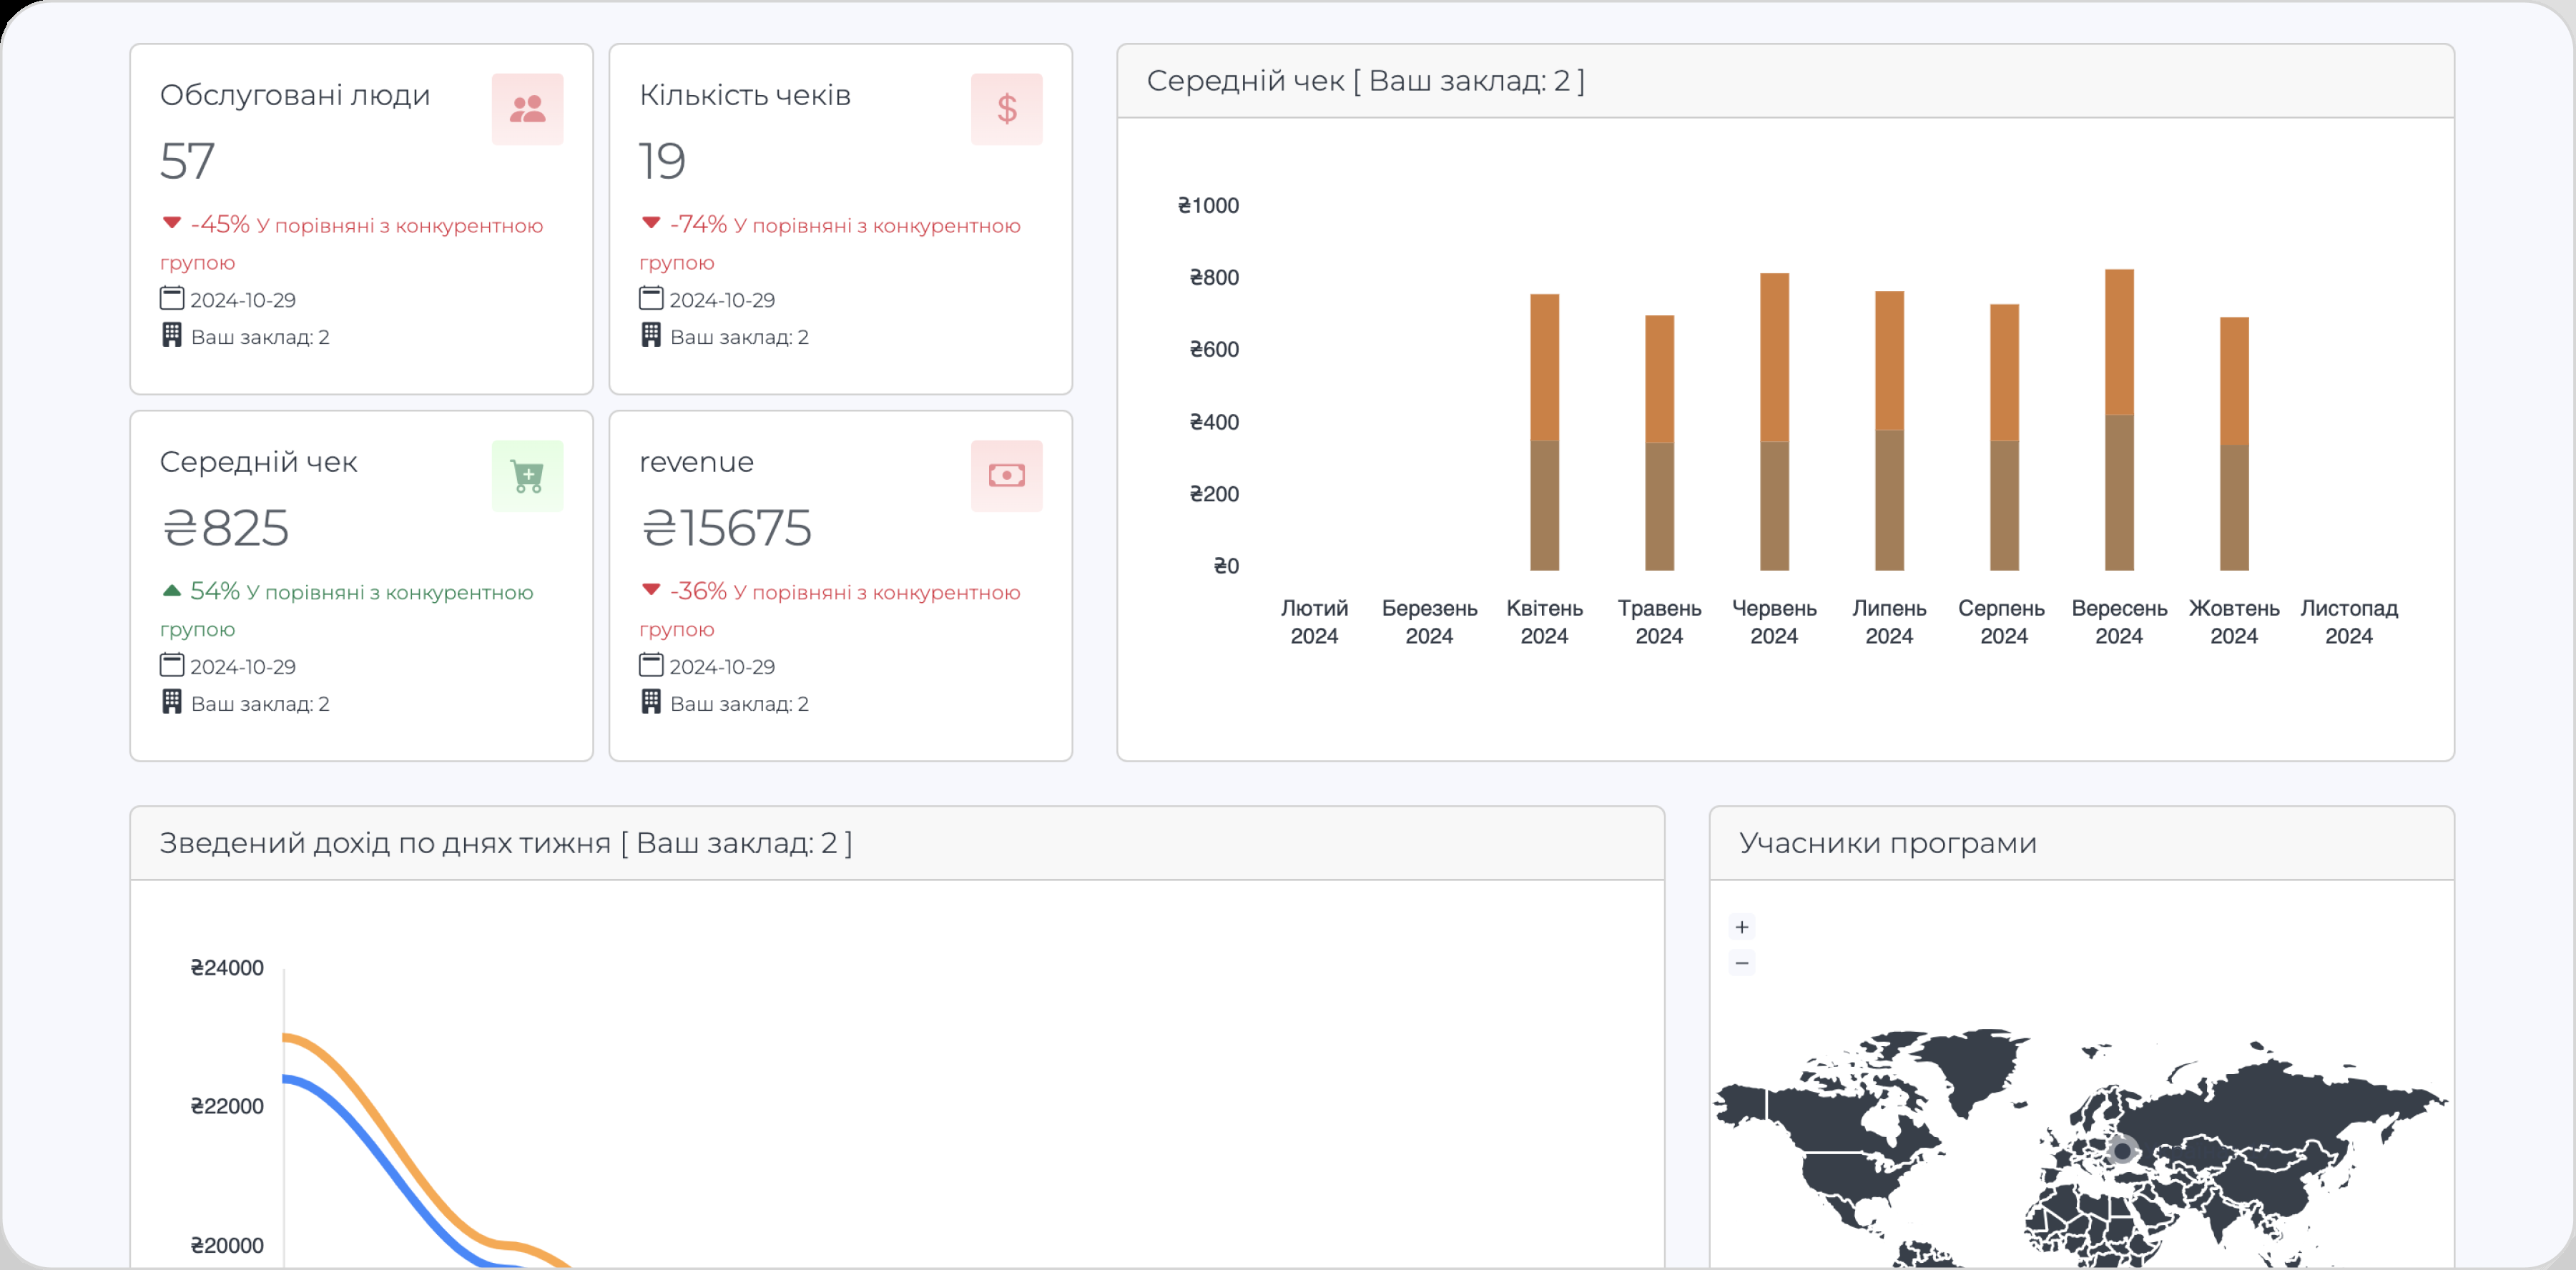 Обслуговані люди
57
-45% У порівняні з конкурентною
групою
2024-10-29
Ваш заклад: 2
Кількість чеків
$
19
-74% У порівняні з конкурентною
групою
2024-10-29
Ваш заклад: 2
Середній чек
₴825
54% У порівняні з конкурентною
групою
2024-10-29
Ваш заклад: 2
revenue
₴15675
-36% У порівняні з конкурентною
групою
2024-10-29
Ваш заклад: 2
Середній чек [ Ваш заклад: 2 ]
₴1000
₴800
₴600
₴400
₴200
₴0
Лютий Березень Квітень Травень Червень Липень Серпень Вересень Жовтень Листопад
2024 2024 2024 2024 2024 2024 2024 2024 2024 2024
Зведений дохід по днях тижня [ Ваш заклад: 2 ]
₴24000
₴22000
₴20000
Учасники програми
+
−